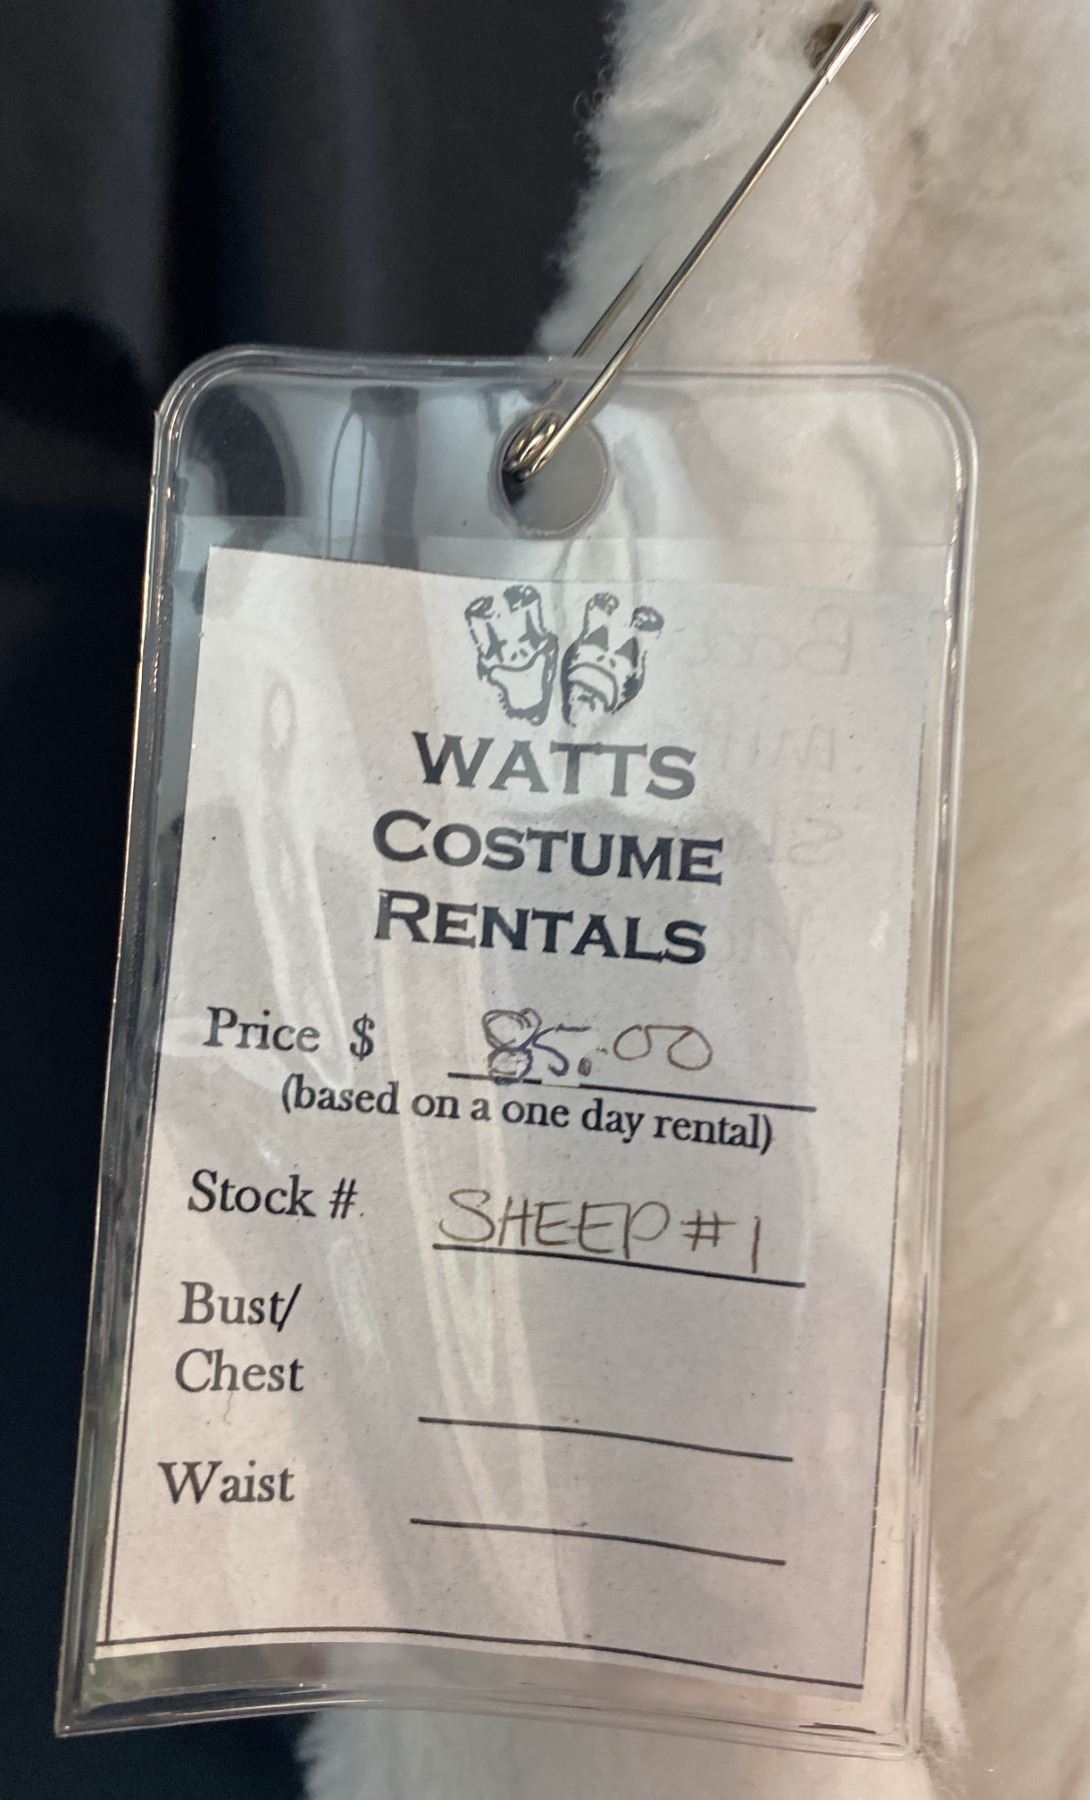 WATTS
COSTUME
RENTALS
Price $ 85.00
(based on a one day rental)
Stock #. SHEEP #1
Bust/
Chest
Waist